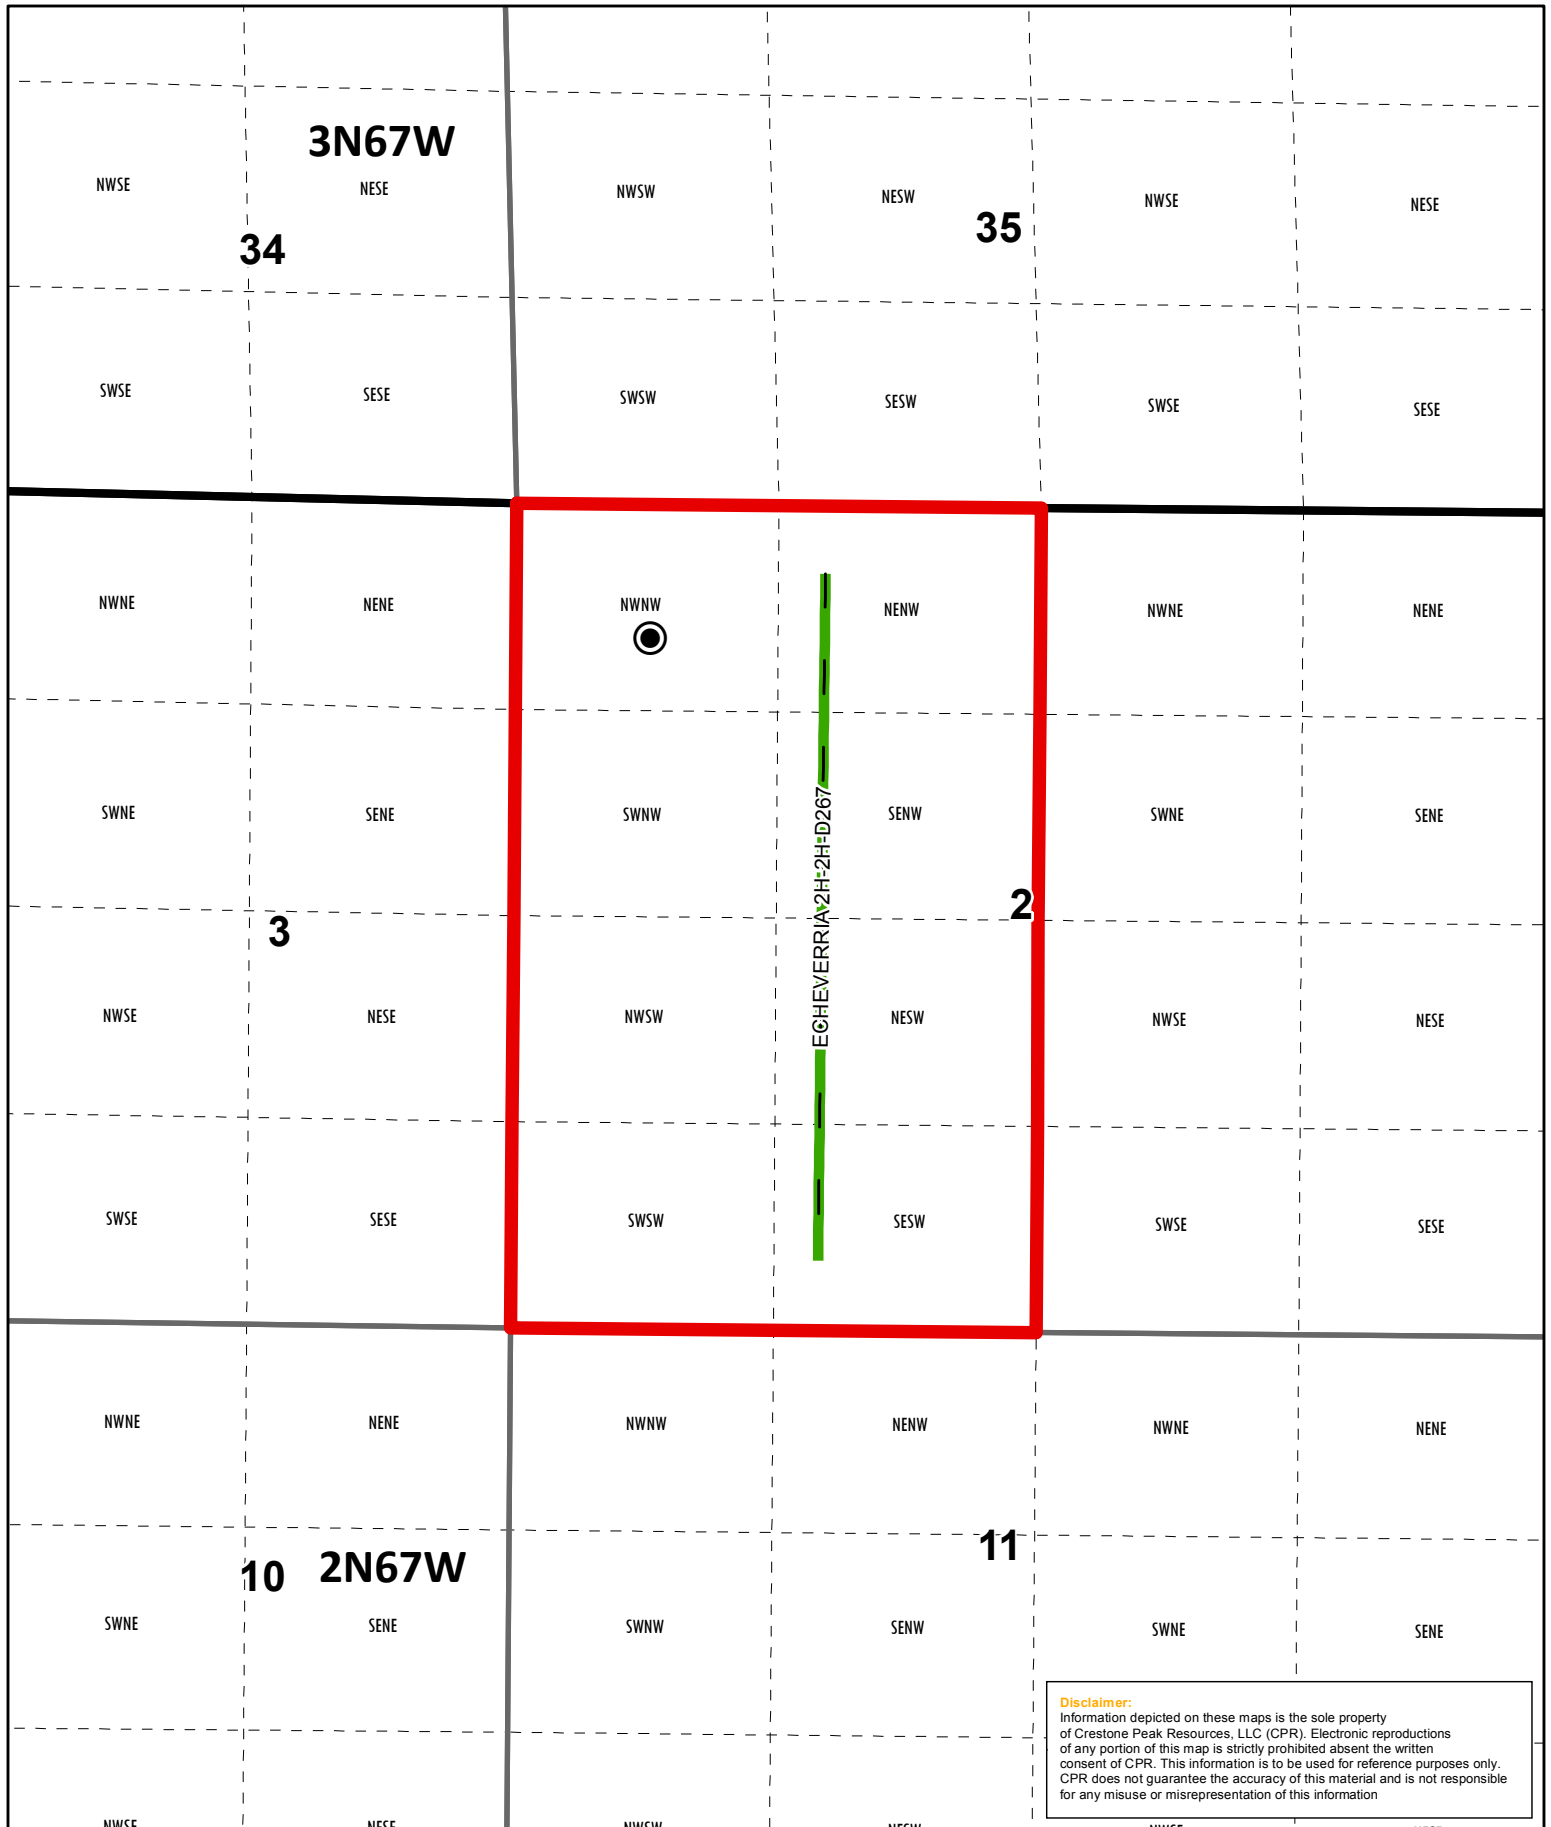 3N67W
NWSE NESE NWSW NESW NWSE NESE
34 35
SWSE SESE SWSW SESW SWSE SESE
NWNE NENE NWNW NENW NWNE NENE
SWNE SENE SWNW SENW SWNE SENE
ECHEVERRIA 2H-2H-D267
3 2
NWSE NESE NWSW NESW NWSE NESE
SWSE SESE SWSW SESW SWSE SESE
NWNE NENE NWNW NENW NWNE NENE
10 2N67W 11
SWNE SENE SWNW SENW SWNE SENE
Disclaimer:
Information depicted on these maps is the sole property
of Crestone Peak Resources, LLC (CPR). Electronic reproductions
of any portion of this map is strictly prohibited absent the written
consent of CPR. This information is to be used for reference purposes only.
CPR does not guarantee the accuracy of this material and is not responsible
for any misuse or misrepresentation of this information
NWSE NESE NWSW NESW NWSE